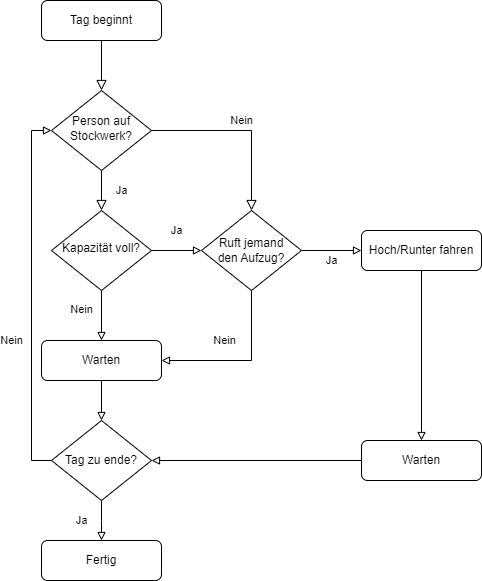 Tag beginnt
Person auf
Stockwerk?
Nein
Ja
Kapazität voll?
Ja
Ruft jemand
den Aufzug?
Ja
Hoch/Runter fahren
Nein
Nein
Nein
Warten
Tag zu ende?
Warten
Ja
Fertig